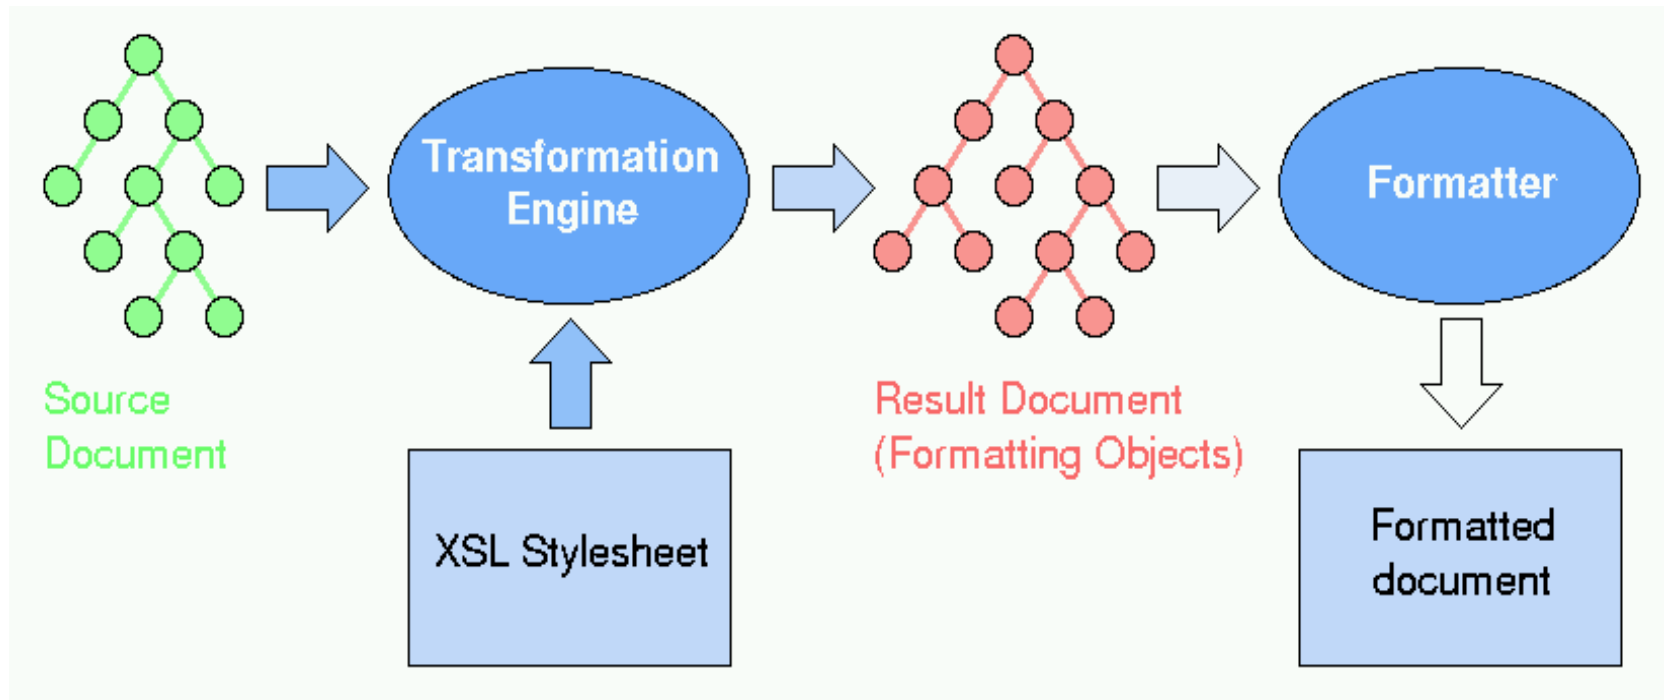 Transformation
Engine
Formatter
Source
Document
Result Document
(Formatting Objects)
XSL Stylesheet
Formatted
document